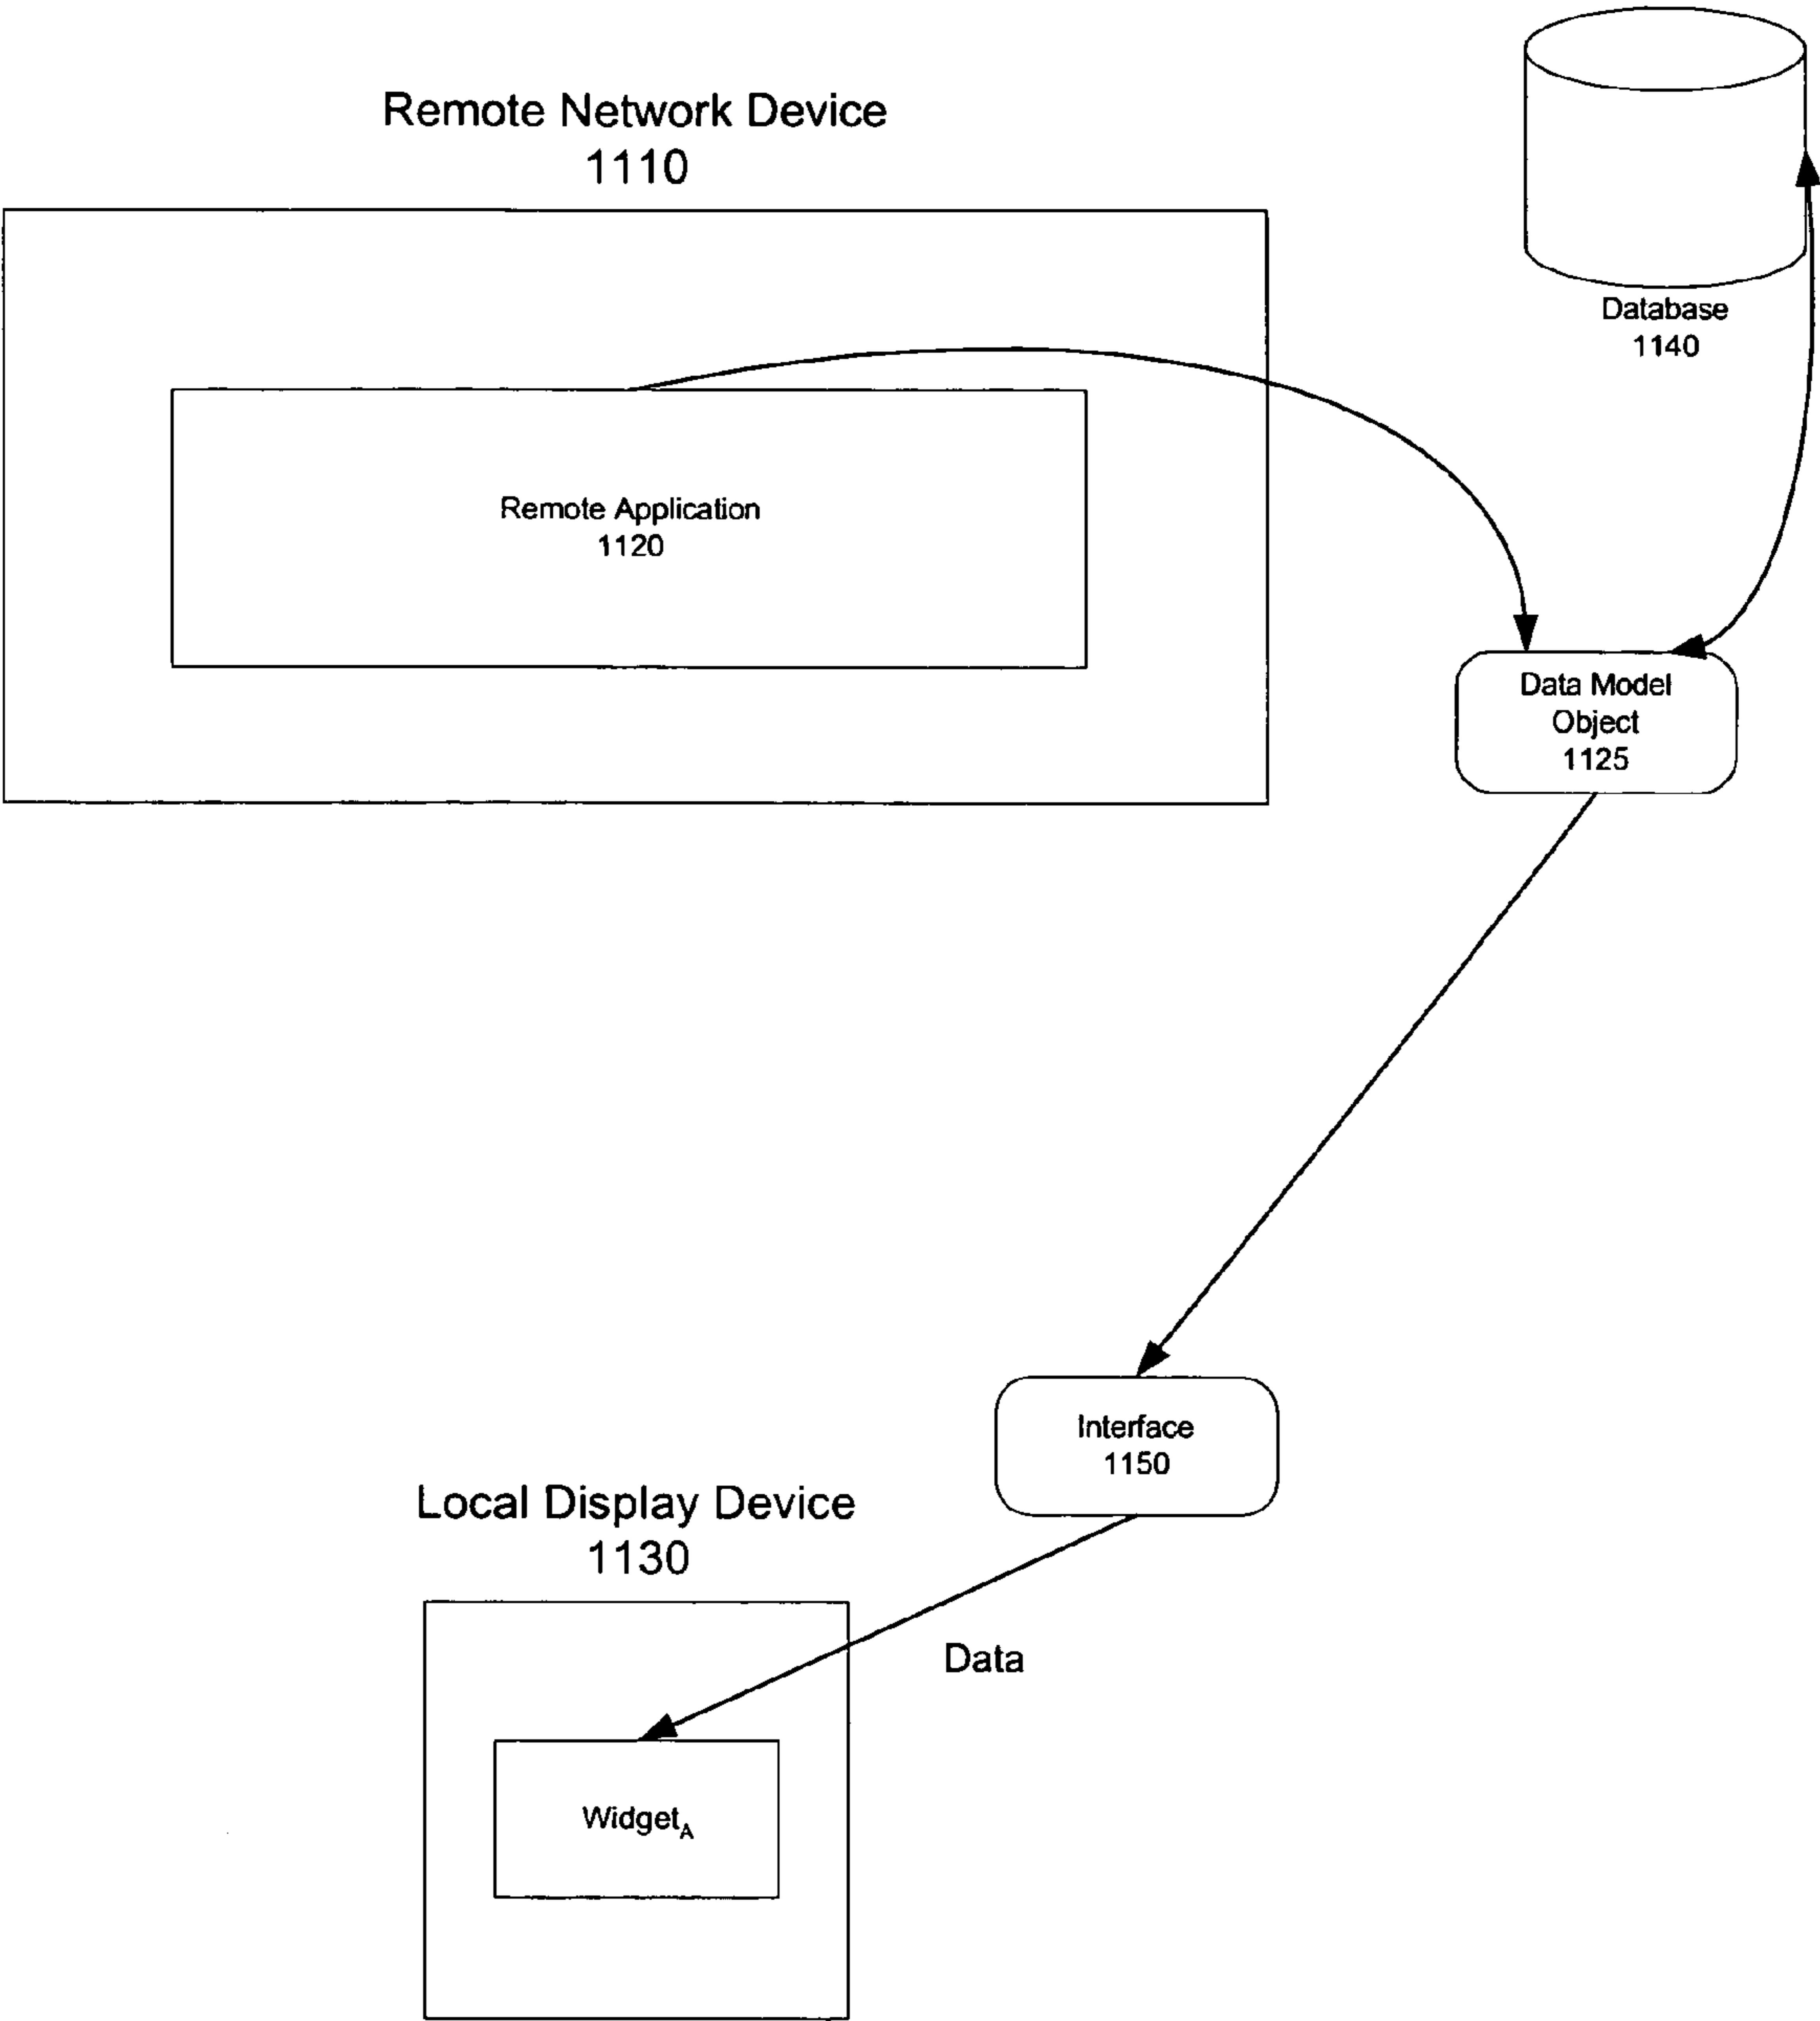 Remote Network Device
1110
Database
1140
Remote Application
1120
Data Model
Object
1125
Interface
1150
Local Display Device
1130
Data
Widget_A